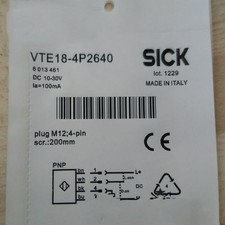 VTE18-4P2640
6 013 461
DC 10-30V
Ia=100mA
SICK
lot. 1229
MADE IN ITALY
plug M12;4-pin
scr.:200mm
CE
PNP
L+
DC
M